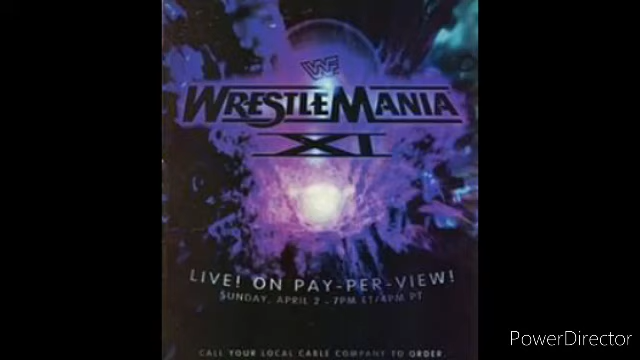 WF
WRESTLEMANIA
XI
LIVE! ON PAY-PER-VIEW!
SUNDAY, APRIL 2 - 7PM ET/4PM PT
CALL YOUR LOCAL CABLE COMPANY TO ORDER.
PowerDirector